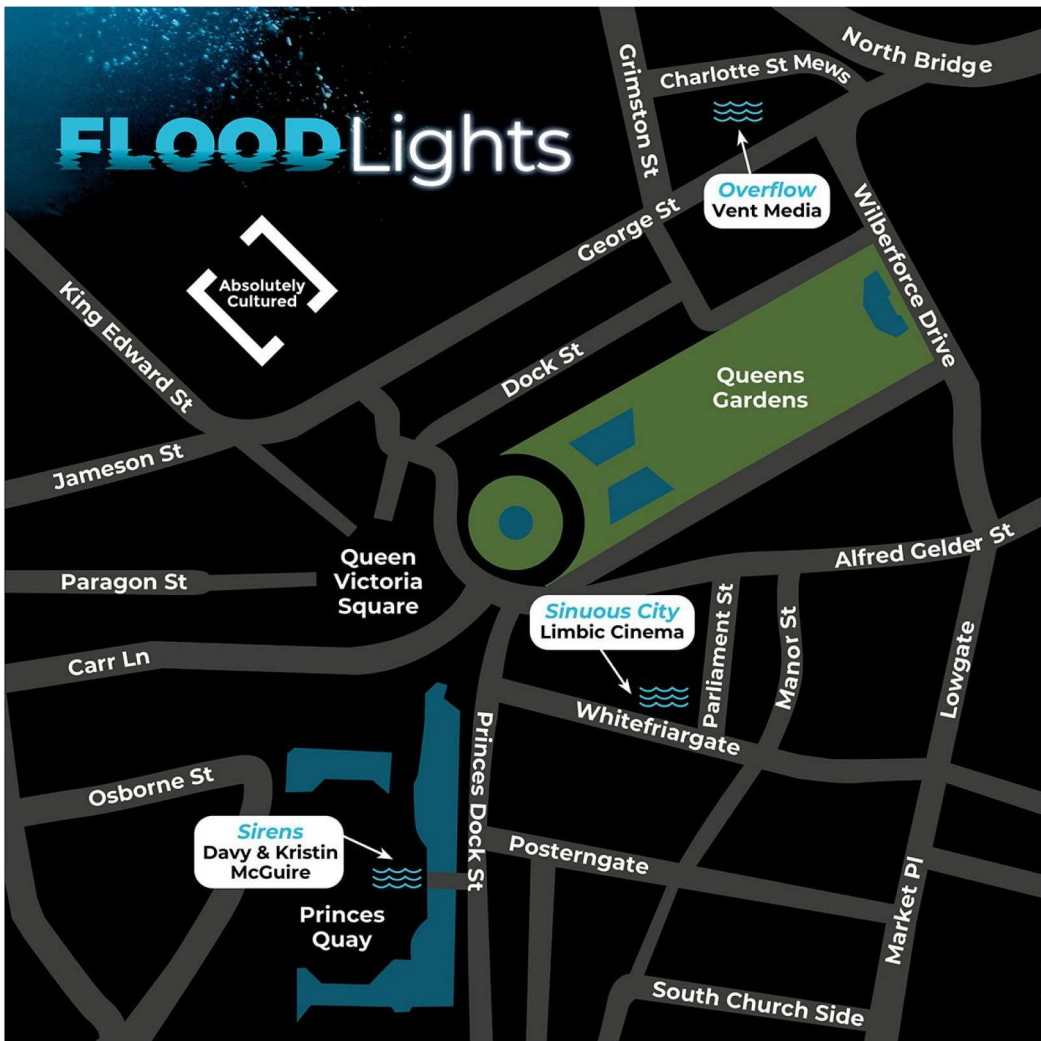 FLOODLights
North Bridge
Charlotte St Mews
Grimston St
Overflow
Vent Media
Wilberforce Drive
George St
Absolutely
Cultured
King Edward St
Dock St
Queens
Gardens
Jameson St
Alfred Gelder St
Queen
Victoria
Square
Paragon St
Sinuous City
Limbic Cinema
Parliament St
Manor St
Carr Ln
Lowgate
Whitefriargate
Princes Dock St
Osborne St
Sirens
Davy & Kristin
McGuire
Posterngate
Princes
Quay
Market Pl
South Church Side